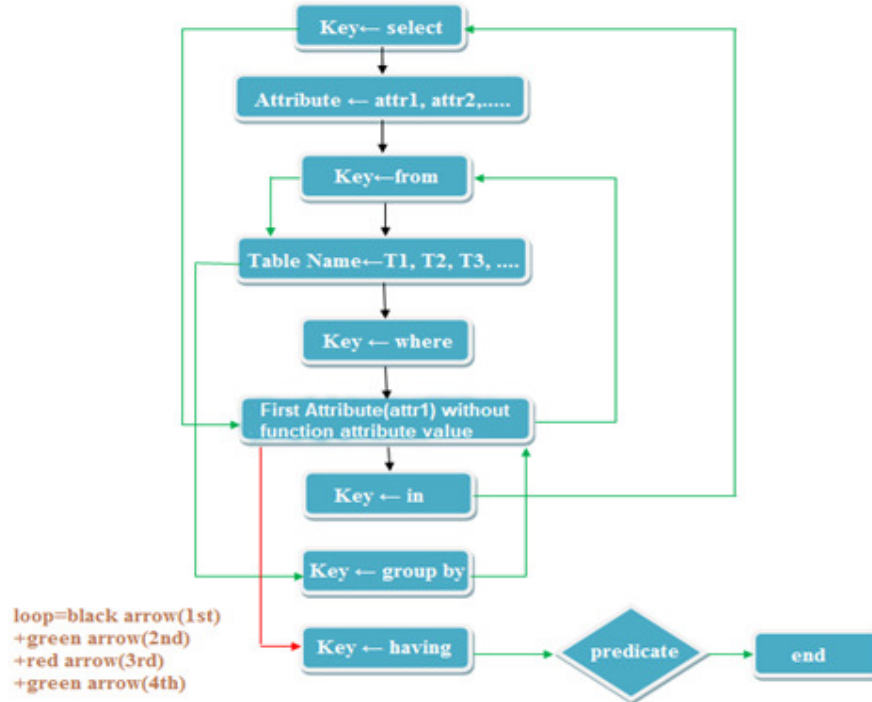 Key← select
Attribute ← attr1, attr2,.....
Key←from
Table Name←T1, T2, T3, ....
Key ← where
First Attribute(attr1) without
function attribute value
Key ← in
Key ← group by
Key ← having
predicate
end
loop=black arrow(1st)
+green arrow(2nd)
+red arrow(3rd)
+green arrow(4th)